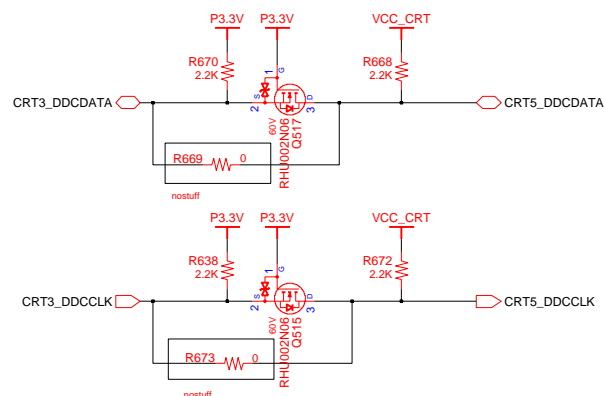 P3.3V P3.3V VCC_CRT
R670 2.2K
R668 2.2K
1 G
S D
2 3
CRT3_DDCDATA
CRT5_DDCDATA
60V
RHU002N06
Q517
R669 0
nostuff
P3.3V P3.3V VCC_CRT
R638 2.2K
R672 2.2K
1 G
S D
2 3
CRT3_DDCCLK
CRT5_DDCCLK
60V
RHU002N06
Q515
R673 0
nostuff